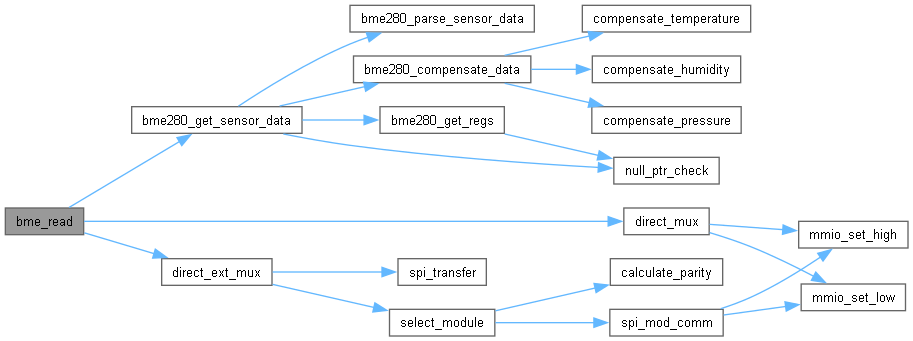 bme280_parse_sensor_data
compensate_temperature
bme280_compensate_data
compensate_humidity
bme280_get_sensor_data
bme280_get_regs
compensate_pressure
null_ptr_check
bme_read
direct_mux
mmio_set_high
direct_ext_mux
spi_transfer
calculate_parity
mmio_set_low
select_module
spi_mod_comm